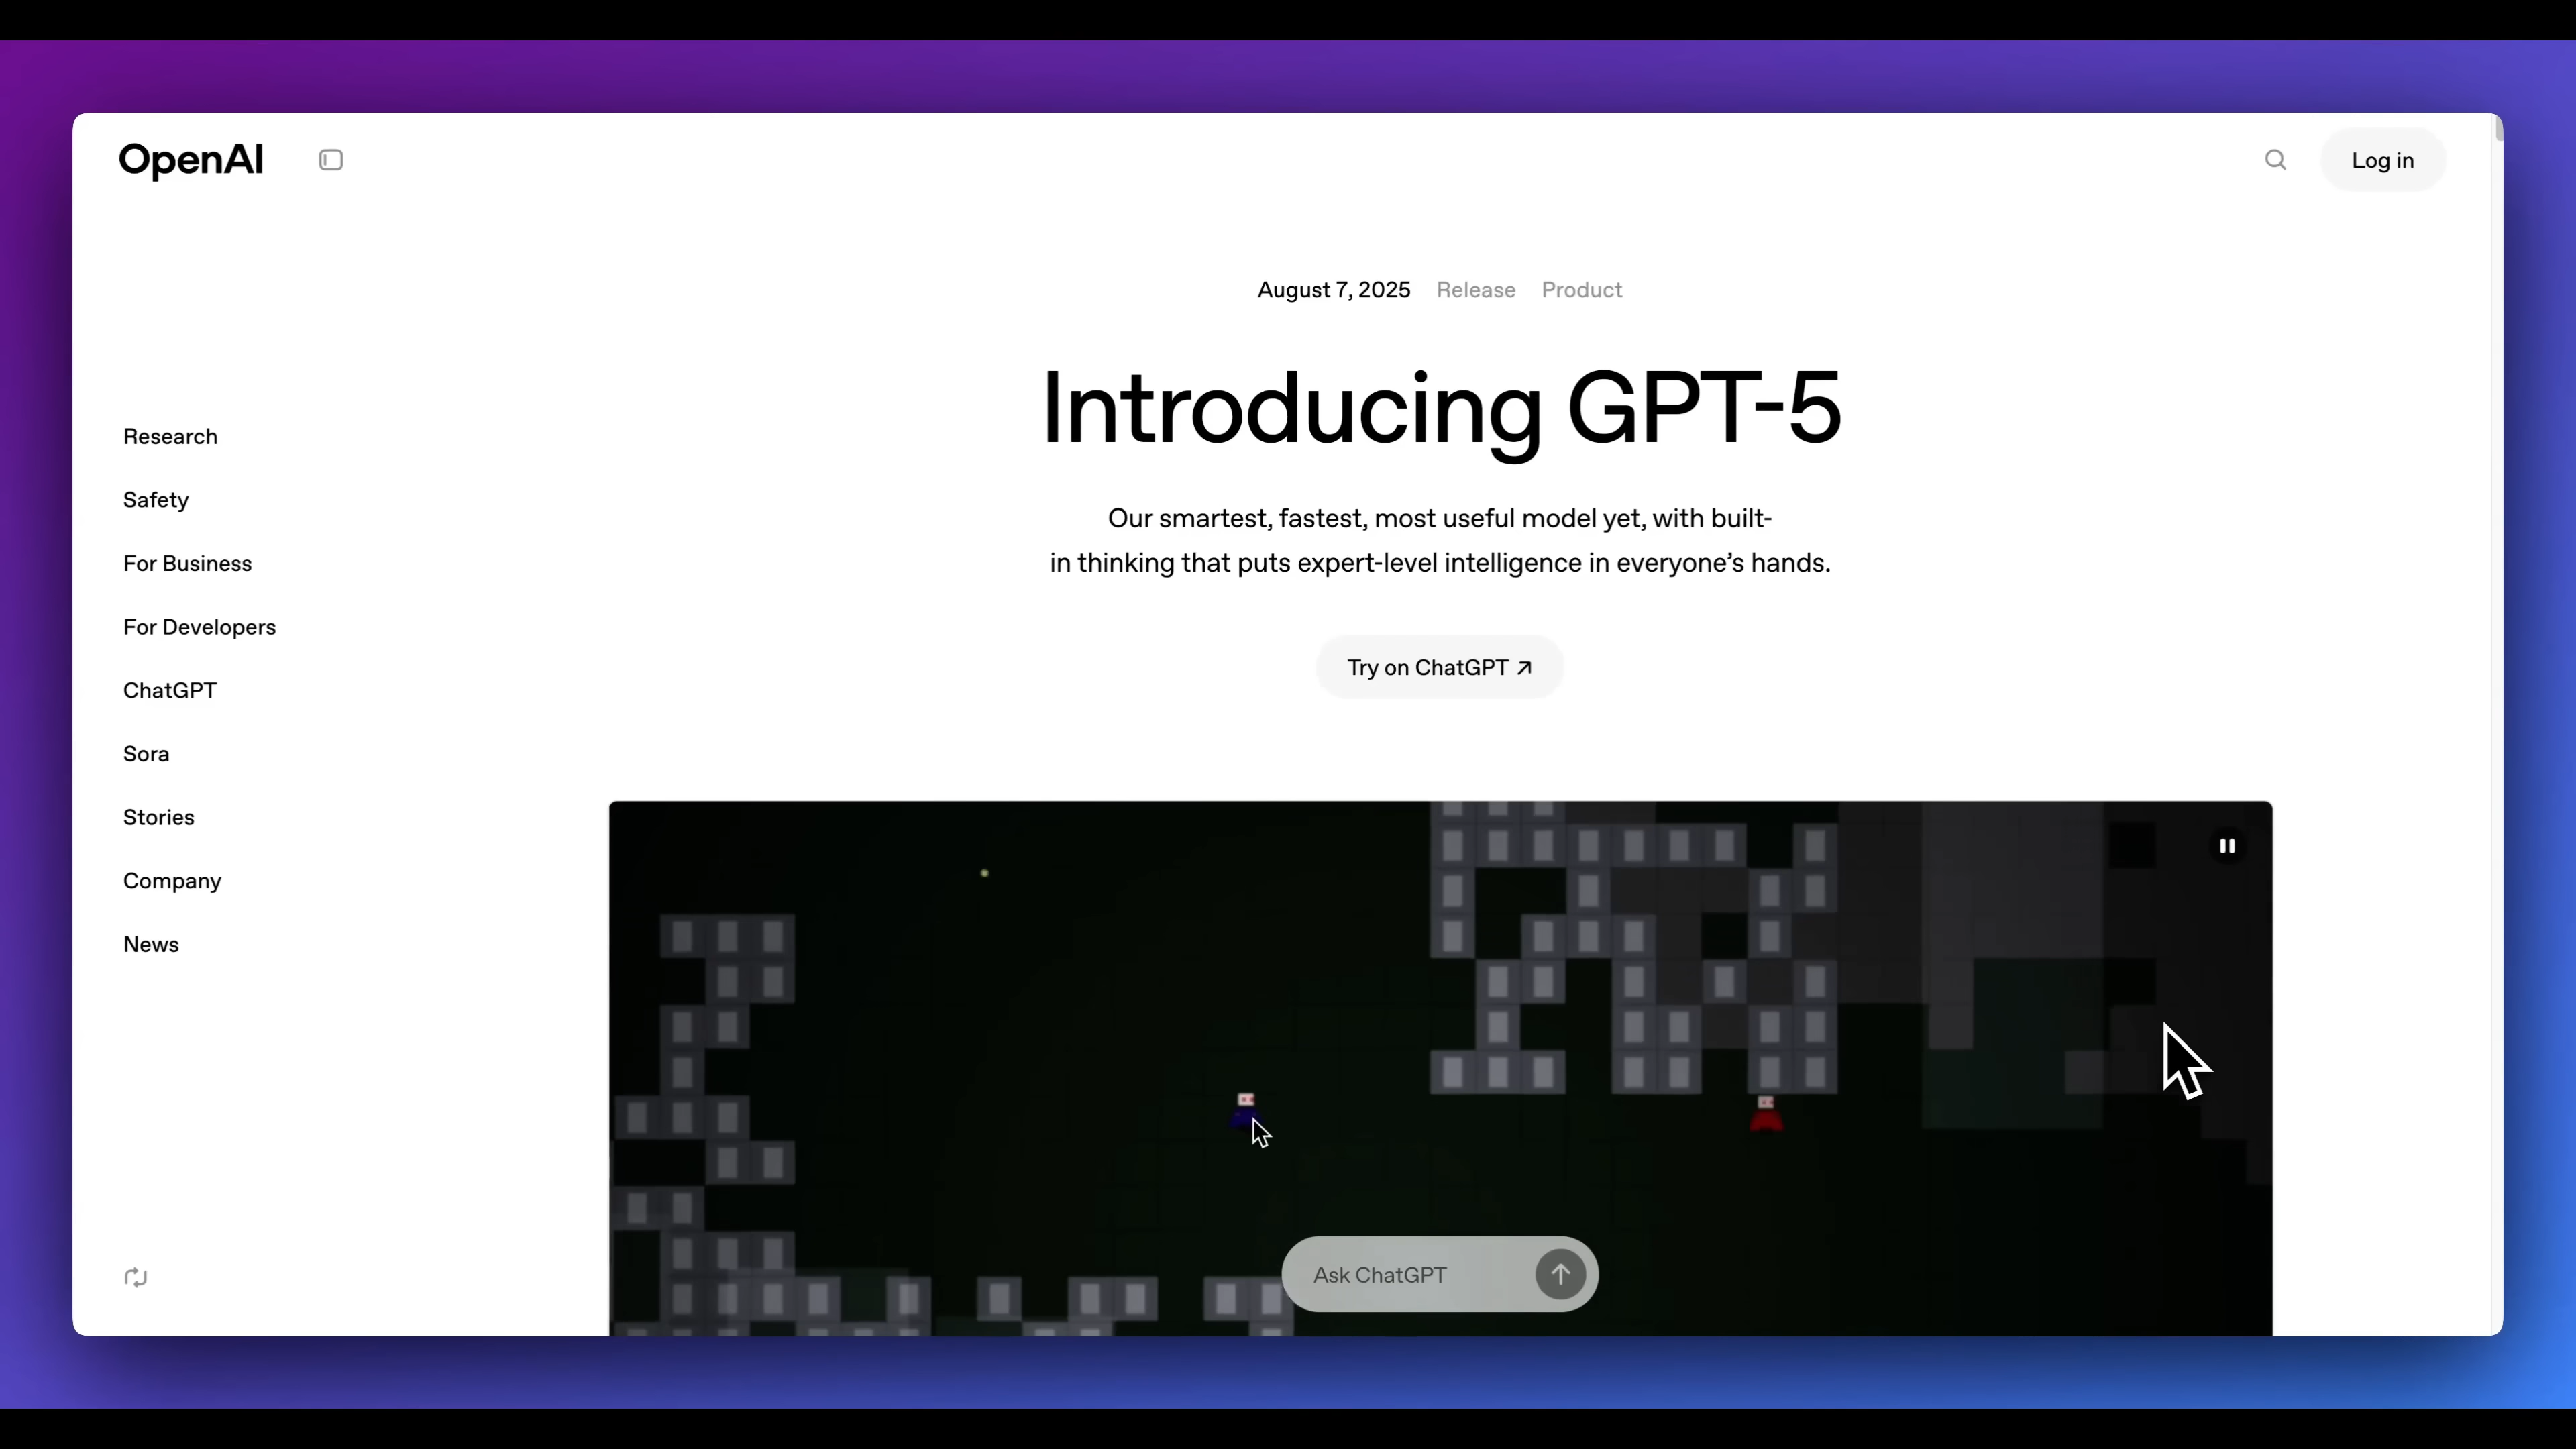 OpenAI
Log in
August 7, 2025 Release Product
Introducing GPT-5
Our smartest, fastest, most useful model yet, with built-
in thinking that puts expert-level intelligence in everyone’s hands.
Try on ChatGPT ↗
Research
Safety
For Business
For Developers
ChatGPT
Sora
Stories
Company
News
Ask ChatGPT